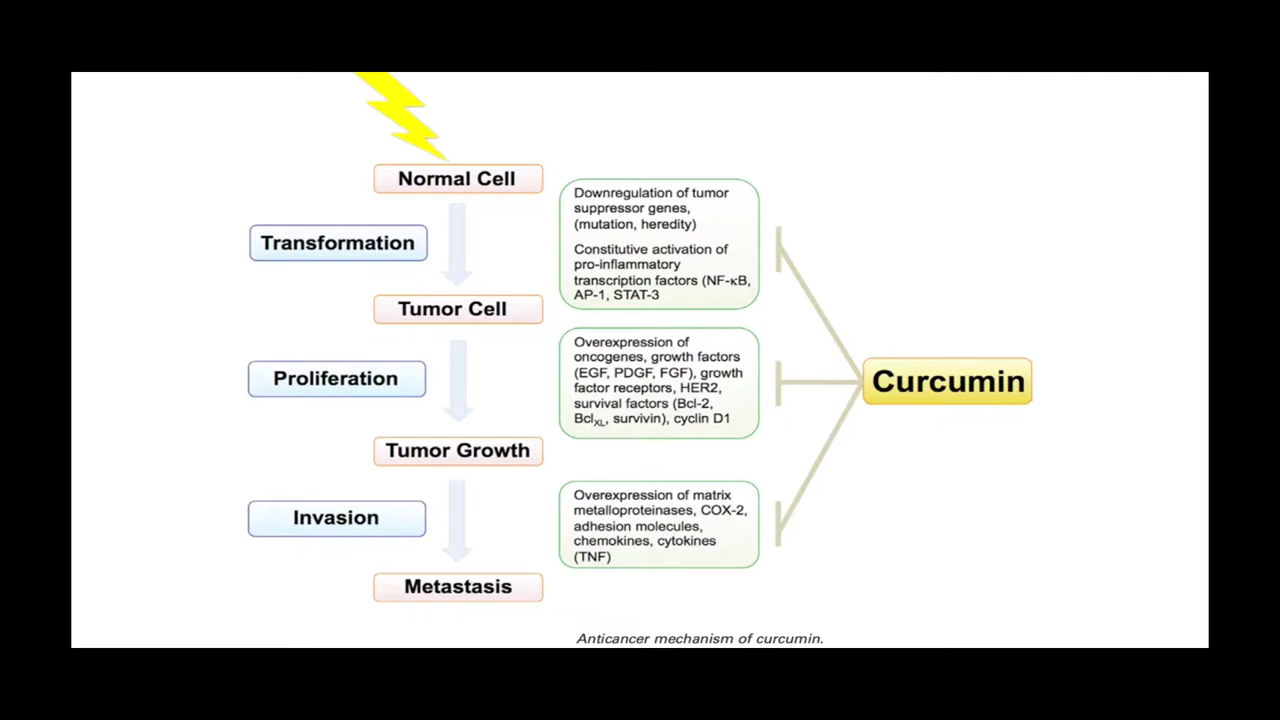 Normal Cell
Transformation
Downregulation of tumor
suppressor genes,
(mutation, heredity)
Constitutive activation of
pro-inflammatory
transcription factors (NF-κB,
AP-1, STAT-3
Tumor Cell
Proliferation
Overexpression of
oncogenes, growth factors
(EGF, PDGF, FGF), growth
factor receptors, HER2,
survival factors (Bcl-2,
BclXL, survivin), cyclin D1
Curcumin
Tumor Growth
Invasion
Overexpression of matrix
metalloproteinases, COX-2,
adhesion molecules,
chemokines, cytokines
(TNF)
Metastasis
Anticancer mechanism of curcumin.